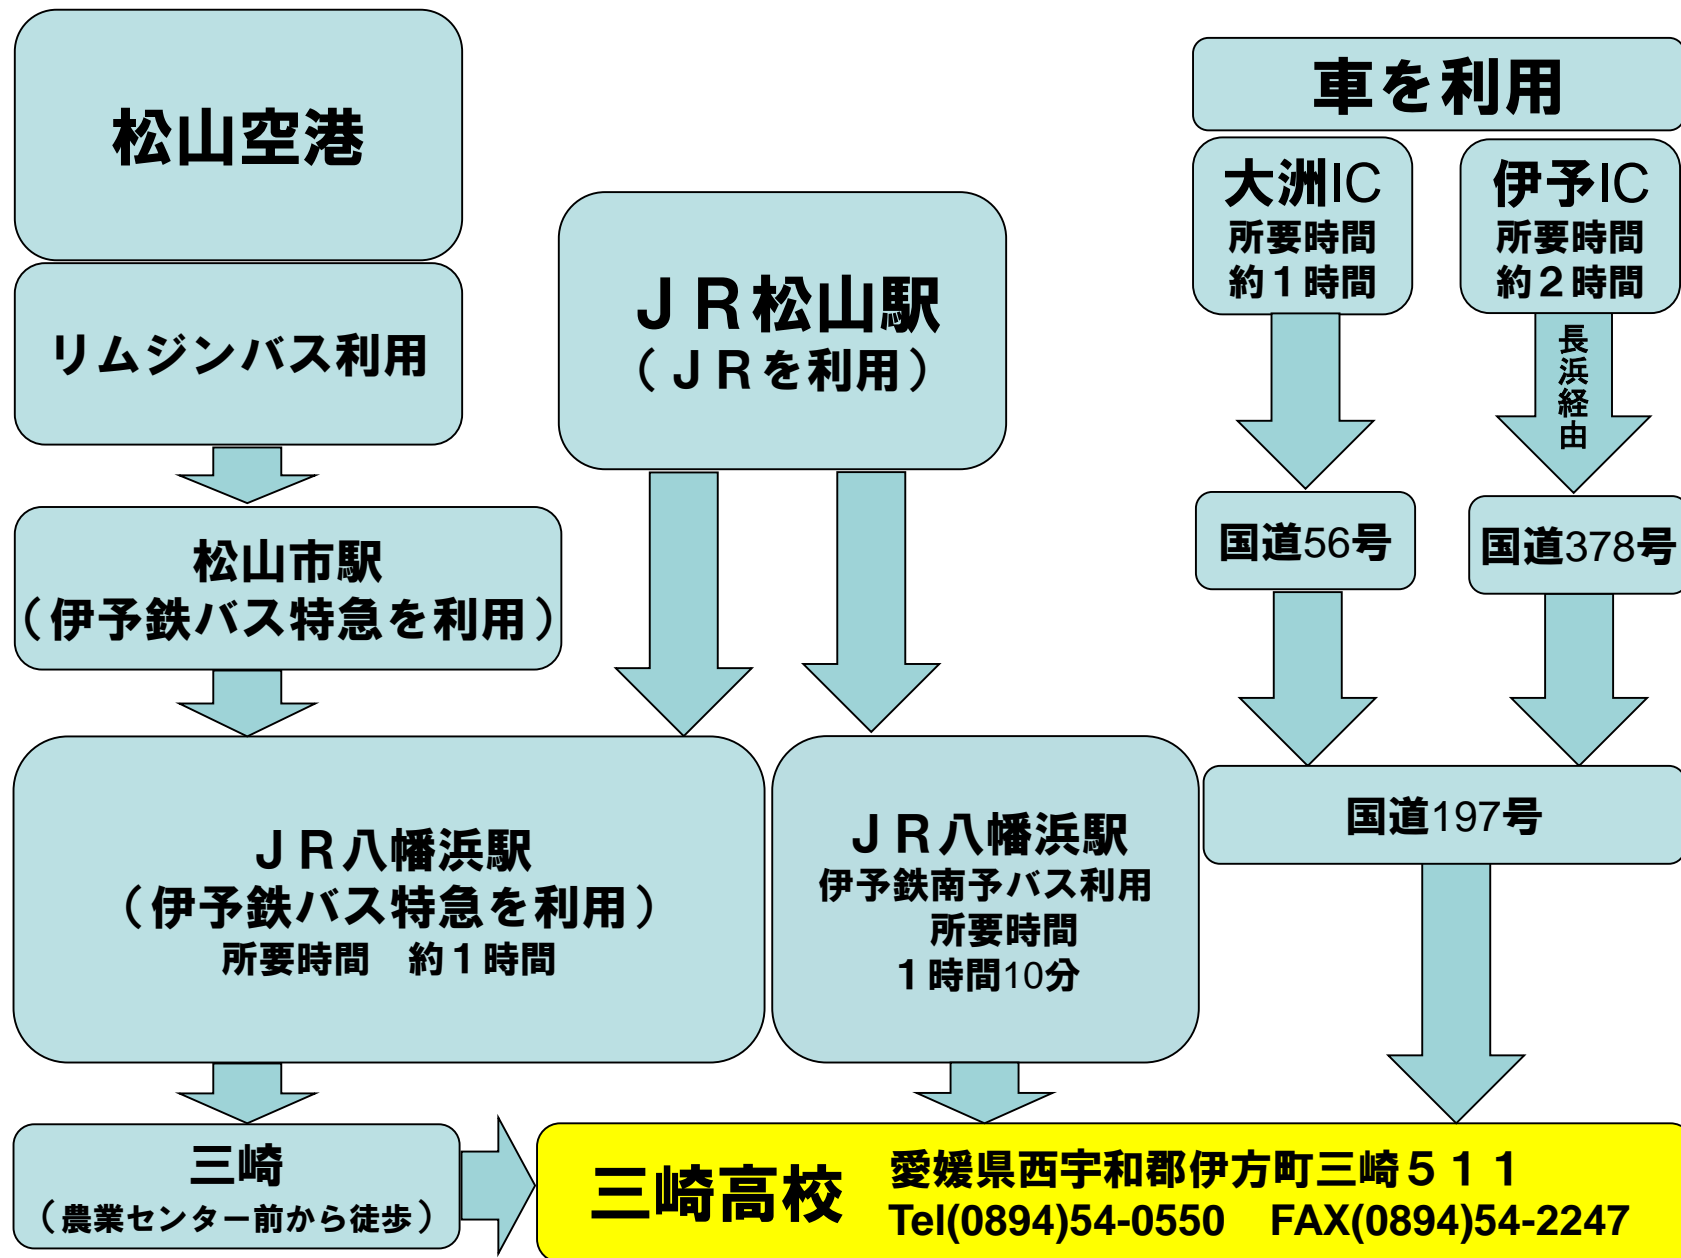 松山空港
リムジンバス利用
松山市駅
（伊予鉄バス特急を利用）
ＪＲ松山駅
（ＪＲを利用）
ＪＲ八幡浜駅
（伊予鉄バス特急を利用）
所要時間　約１時間
ＪＲ八幡浜駅
伊予鉄南予バス利用
所要時間
１時間10分
車を利用
大洲IC
所要時間
約１時間
伊予IC
所要時間
約２時間
長浜経由
国道56号
国道378号
国道197号
三崎
（農業センター前から徒歩）
三崎高校
愛媛県西宇和郡伊方町三崎５１１
Tel(0894)54-0550　FAX(0894)54-2247